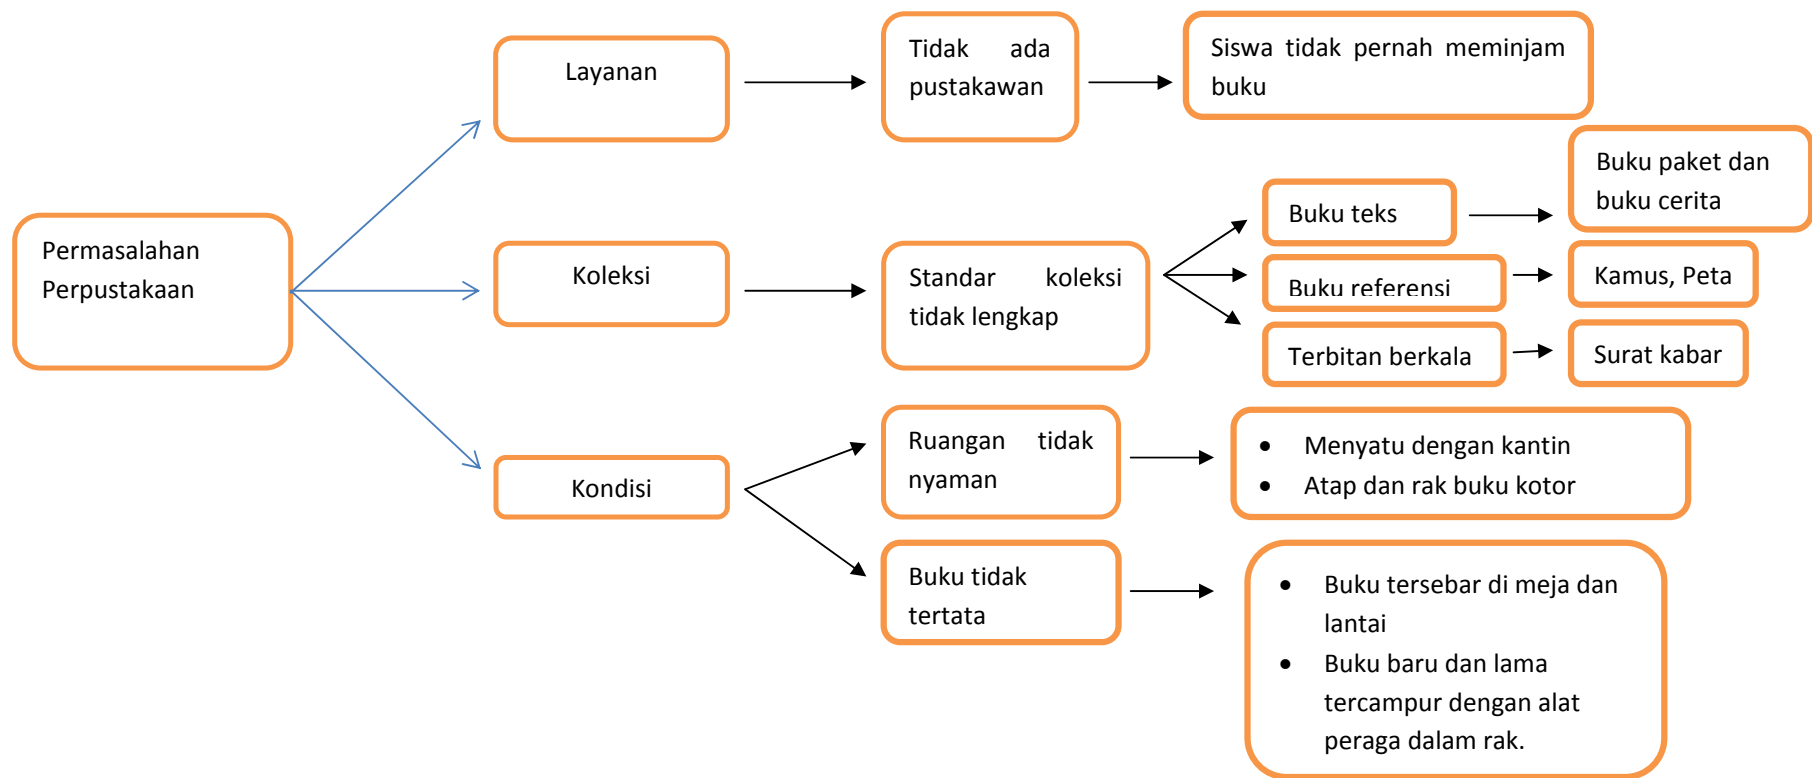 Permasalahan
Perpustakaan
Layanan
Tidak ada
pustakawan
Siswa tidak pernah meminjam
buku
Koleksi
Standar koleksi
tidak lengkap
Buku teks
Buku paket dan
buku cerita
Buku referensi
Kamus, Peta
Terbitan berkala
Surat kabar
Kondisi
Ruangan tidak
nyaman
• Menyatu dengan kantin
• Atap dan rak buku kotor
Buku tidak
tertata
• Buku tersebar di meja dan
lantai
• Buku baru dan lama
tercampur dengan alat
peraga dalam rak.